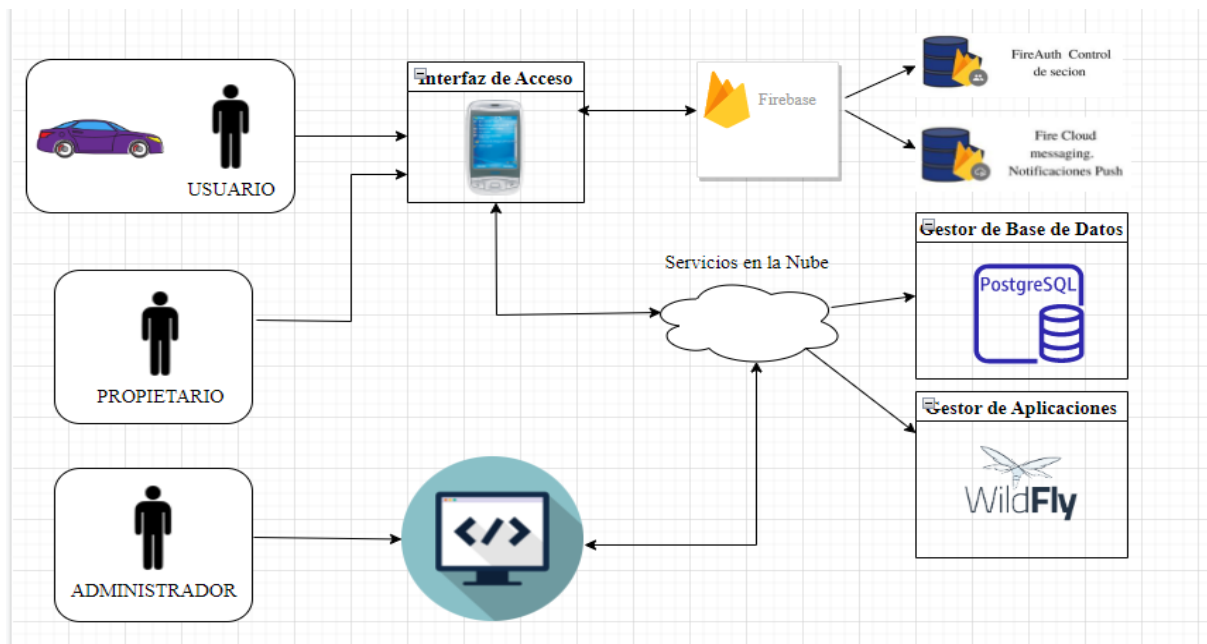 USUARIO
Interfaz de Acceso
Firebase
FireAuth Control
de secion
Fire Cloud
messaging.
Notificaciones Push
PROPIETARIO
Servicios en la Nube
Gestor de Base de Datos
PostgreSQL
Gestor de Aplicaciones
WildFly
ADMINISTRADOR
</>